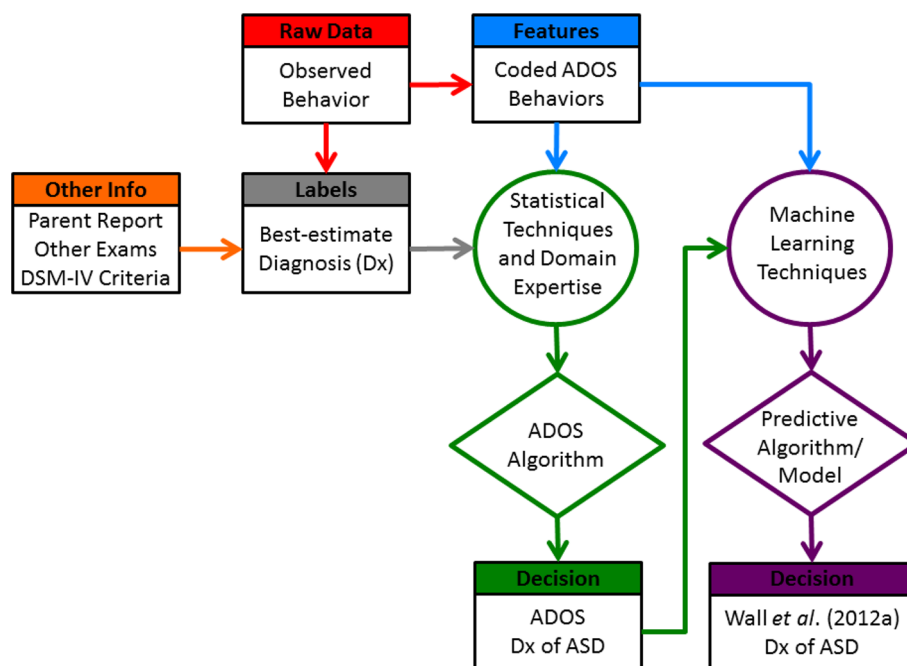 Raw Data
Observed
Behavior
Features
Coded ADOS
Behaviors
Other Info
Parent Report
Other Exams
DSM-IV Criteria
Labels
Best-estimate
Diagnosis (Dx)
Statistical
Techniques
and Domain
Expertise
Machine
Learning
Techniques
ADOS
Algorithm
Predictive
Algorithm/
Model
Decision
ADOS
Dx of ASD
Decision
Wall et al. (2012a)
Dx of ASD